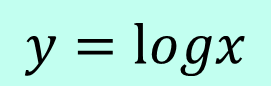 y = logx